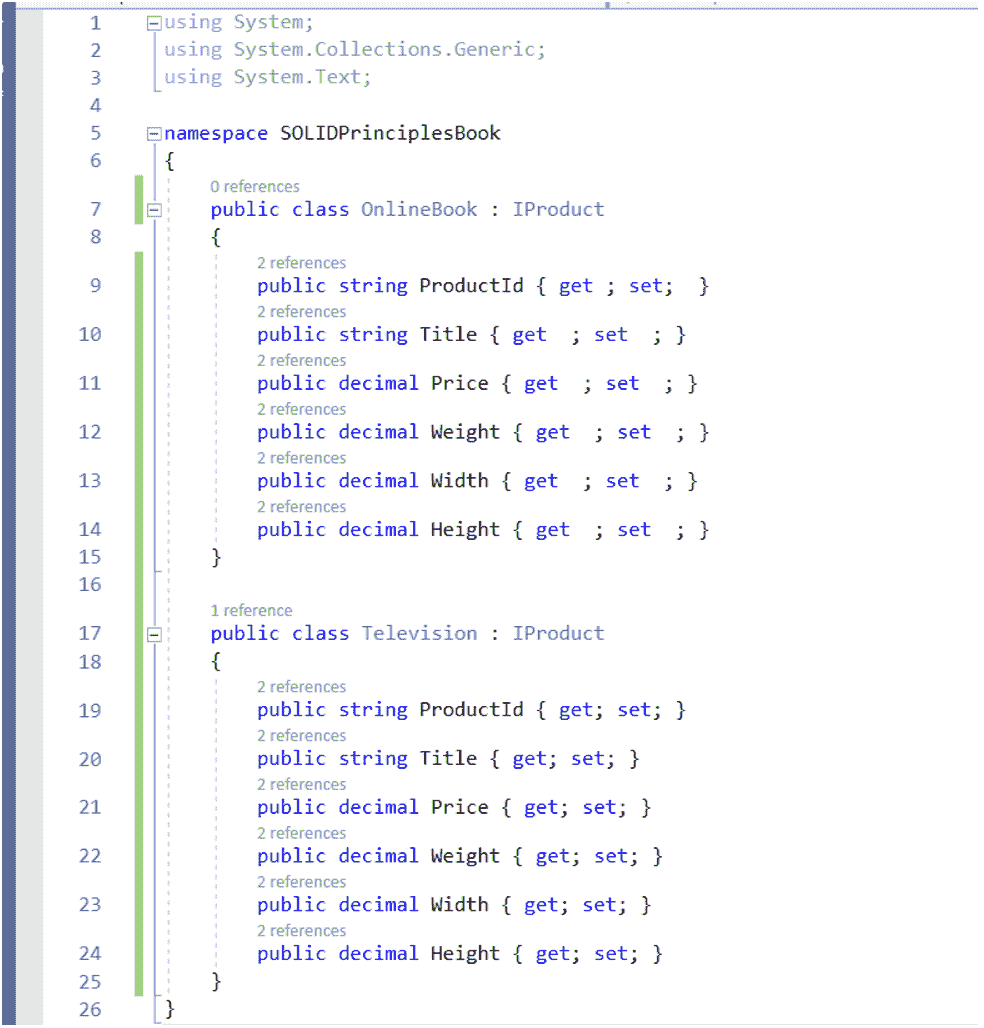 1 using System;
2 using System.Collections.Generic;
3 using System.Text;
4
5 namespace SOLIDPrinciplesBook
6 {
0 references
7 public class OnlineBook : IProduct
8 {
2 references
9 public string ProductId { get ; set;  }
2 references
10 public string Title { get  ; set  ; }
2 references
11 public decimal Price { get  ; set  ; }
2 references
12 public decimal Weight { get  ; set  ; }
2 references
13 public decimal Width { get  ; set  ; }
2 references
14 public decimal Height { get  ; set  ; }
15 }
16
1 reference
17 public class Television : IProduct
18 {
2 references
19 public string ProductId { get; set; }
2 references
20 public string Title { get; set; }
2 references
21 public decimal Price { get; set; }
2 references
22 public decimal Weight { get; set; }
2 references
23 public decimal Width { get; set; }
2 references
24 public decimal Height { get; set; }
25 }
26 }